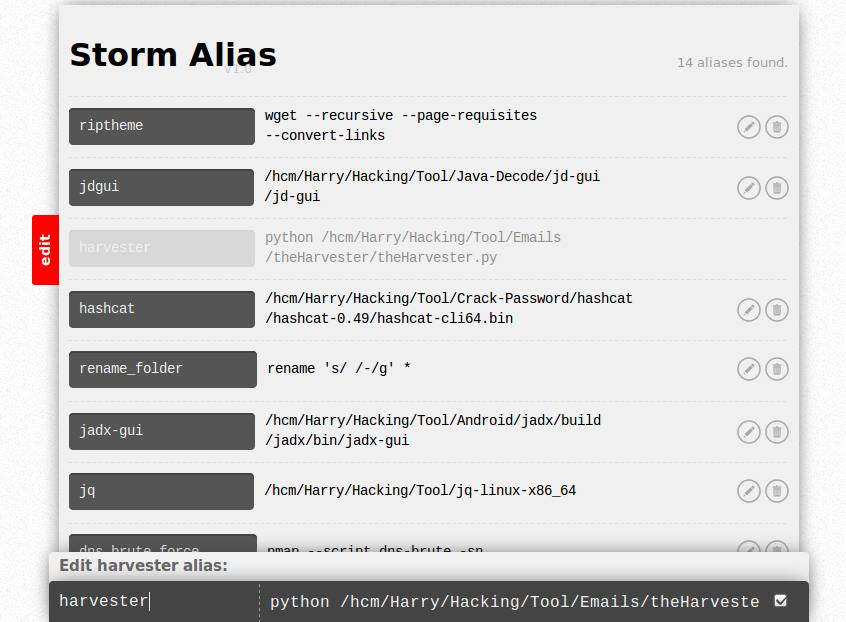 Storm Alias
v1.0
14 aliases found.
riptheme
wget --recursive --page-requisites
--convert-links
jdgui
/hcm/Harry/Hacking/Tool/Java-Decode/jd-gui
/jd-gui
edit
harvester
python /hcm/Harry/Hacking/Tool/Emails
/theHarvester/theHarvester.py
hashcat
/hcm/Harry/Hacking/Tool/Crack-Password/hashcat
/hashcat-0.49/hashcat-cli64.bin
rename_folder
rename 's/ /-/g' *
jadx-gui
/hcm/Harry/Hacking/Tool/Android/jadx/build
/jadx/bin/jadx-gui
jq
/hcm/Harry/Hacking/Tool/jq-linux-x86_64
dns_brute_force
nmap --script dns-brute -sn
Edit harvester alias:
harvester
python /hcm/Harry/Hacking/Tool/Emails/theHarveste